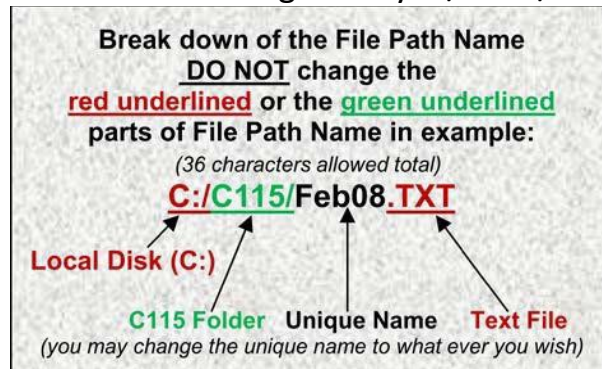 Break down of the File Path Name
DO NOT change the
red underlined or the green underlined
parts of File Path Name in example:
(36 characters allowed total)
C:/C115/Feb08.TXT
Local Disk (C:)
C115 Folder Unique Name Text File
(you may change the unique name to what ever you wish)